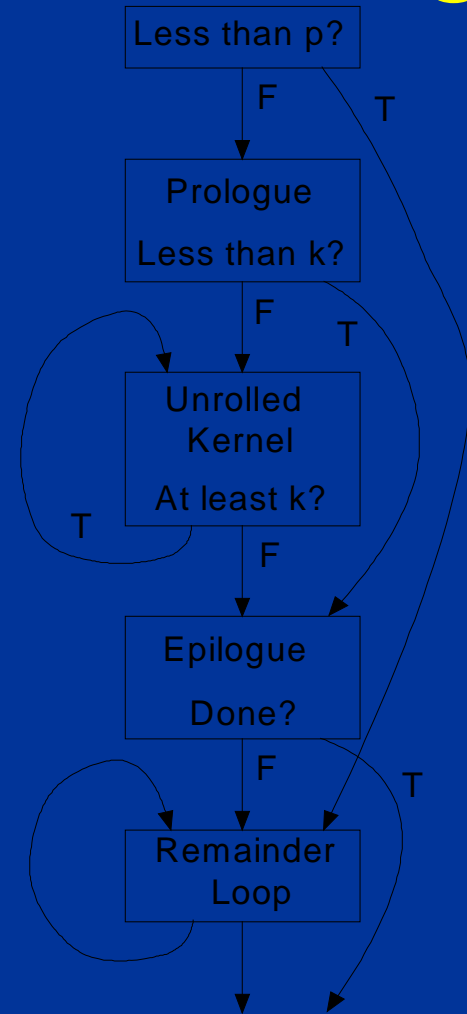 Less than p?
F
T
Prologue
Less than k?
F
T
Unrolled
Kernel
At least k?
T
F
Epilogue
Done?
F
T
Remainder
Loop